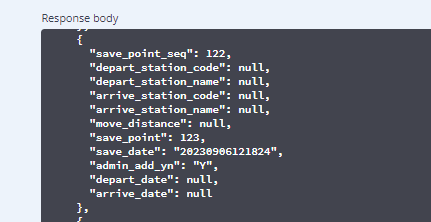 Response body
},
{
"save_point_seq": 122,
"depart_station_code": null,
"depart_station_name": null,
"arrive_station_code": null,
"arrive_station_name": null,
"move_distance": null,
"save_point": 123,
"save_date": "20230906121824",
"admin_add_yn": "Y",
"depart_date": null,
"arrive_date": null
},
{